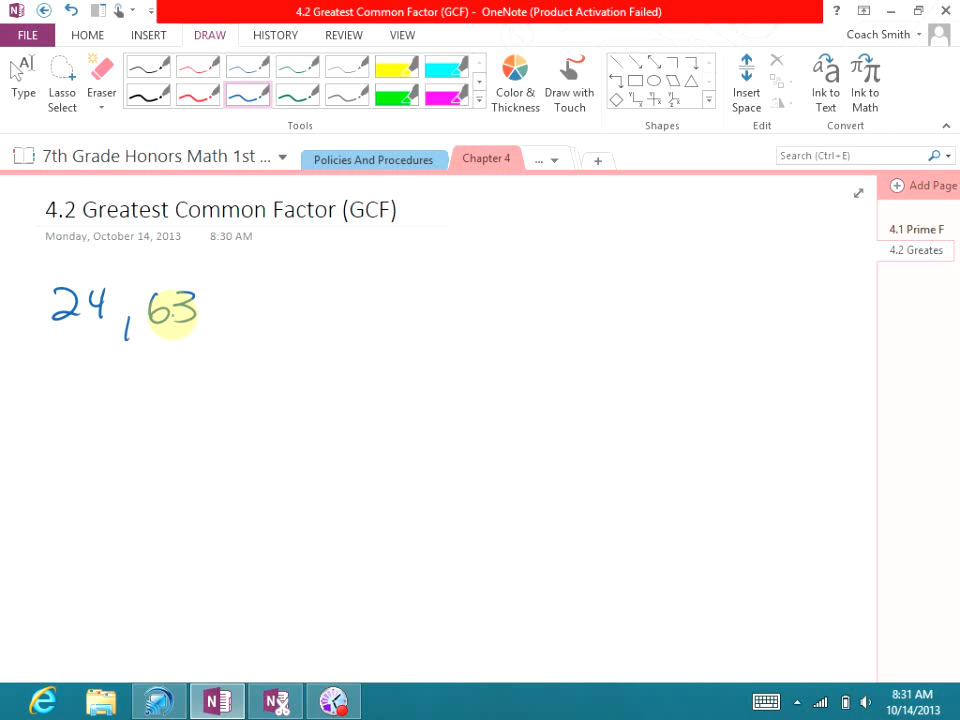 4.2 Greatest Common Factor (GCF) - OneNote (Product Activation Failed)
?
FILE HOME INSERT DRAW HISTORY REVIEW VIEW Coach Smith
Type
Lasso Select
Eraser
Color & Thickness
Draw with Touch
Insert Space
Ink to Text
Ink to Math
Tools Shapes Edit Convert
7th Grade Honors Math 1st ... Policies And Procedures Chapter 4 ... + Search (Ctrl+E)
Add Page
4.2 Greatest Common Factor (GCF)
4.1 Prime F
Monday, October 14, 2013 8:30 AM
4.2 Greates
24, 63
8:31 AM
10/14/2013